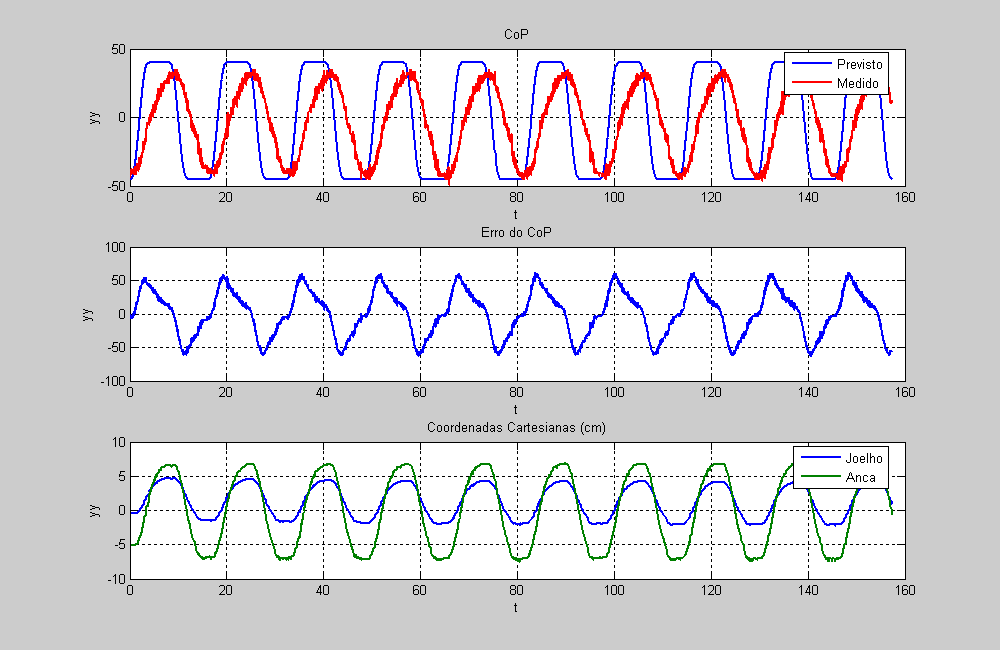 CoP
50
0
-50
yy
Previsto
Medido
0 20 40 60 80 100 120 140 160
t
Erro do CoP
100
50
0
-50
-100
yy
0 20 40 60 80 100 120 140 160
t
Coordenadas Cartesianas (cm)
10
5
0
-5
-10
yy
Joelho
Anca
0 20 40 60 80 100 120 140 160
t